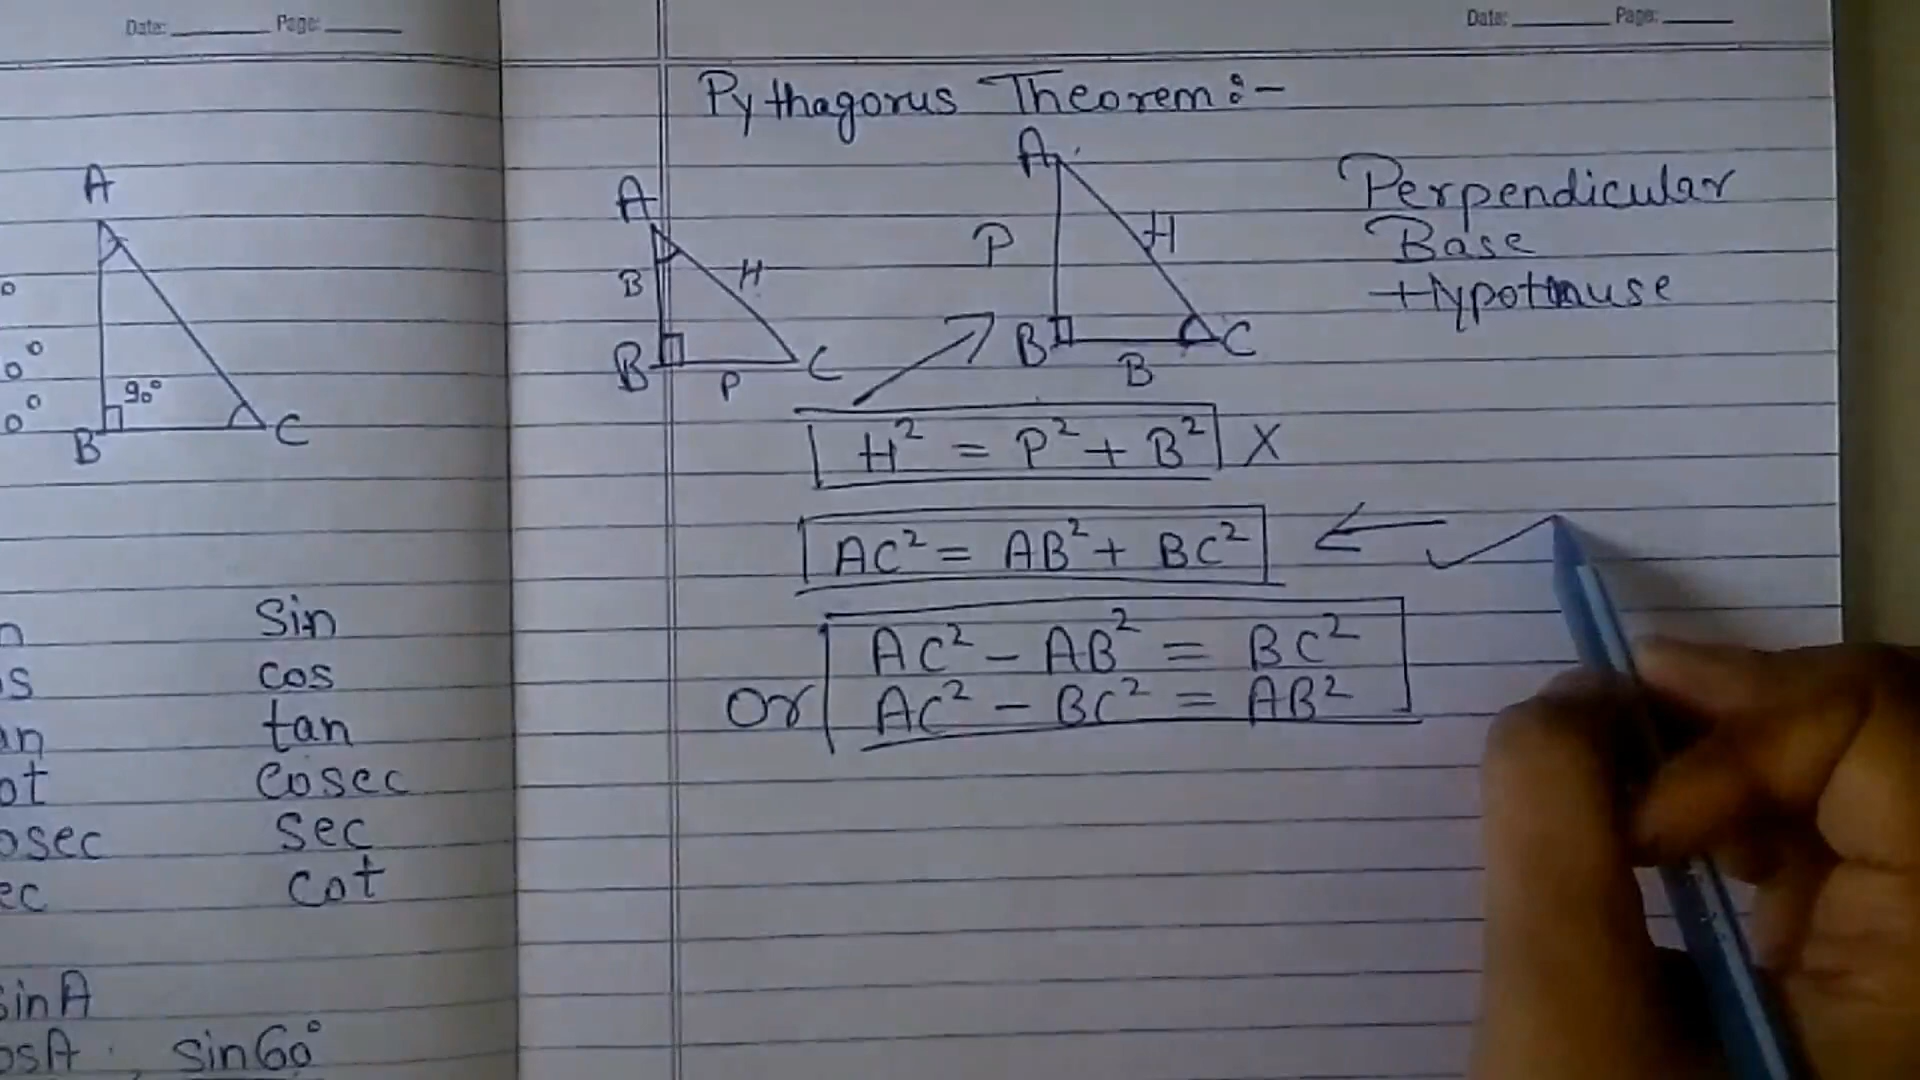 Date: Page:
A
90°
B C
Sin
cos
tan
Cosec
osec sec
cot
sinA
sin60°
Date: Page:
Pythagorus Theorem:-
A
B H
B P C
A
P H
B B C
Perpendicular
Base
H² = P² + B² X
AC² = AB² + BC²
AC² - AB² = BC²
Or AC² - BC² = AB²